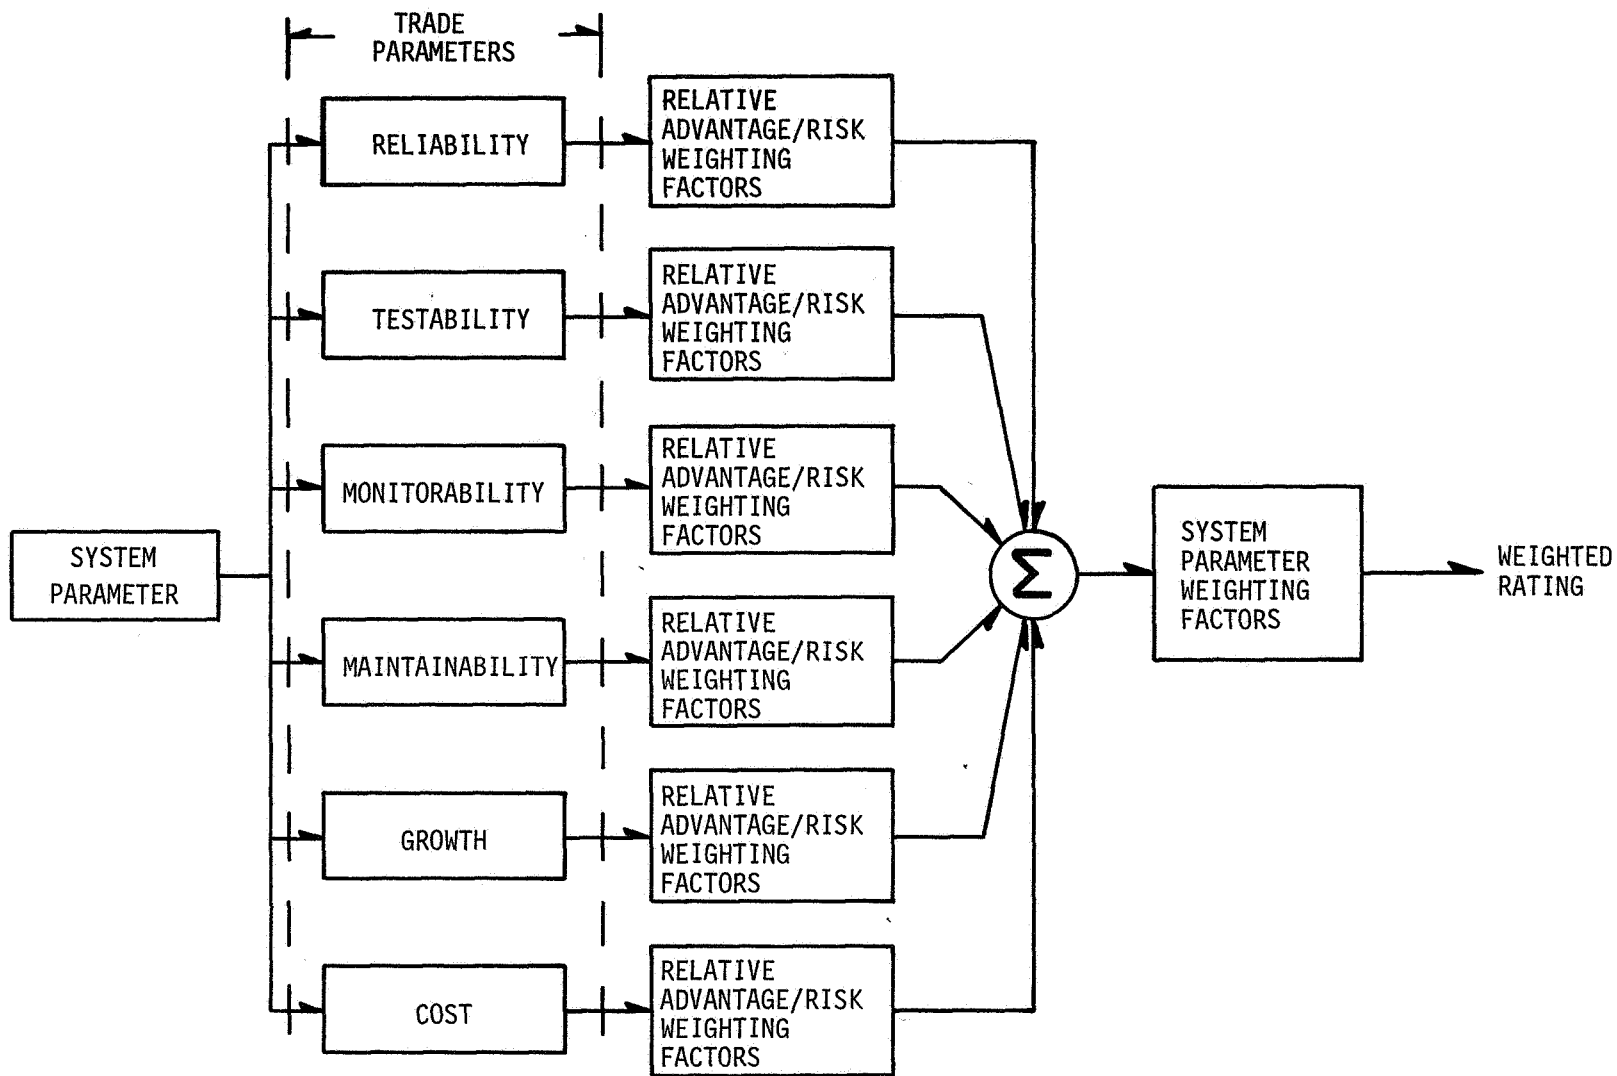 TRADE
PARAMETERS
RELIABILITY
RELATIVE
ADVANTAGE/RISK
WEIGHTING
FACTORS
TESTABILITY
RELATIVE
ADVANTAGE/RISK
WEIGHTING
FACTORS
MONITORABILITY
RELATIVE
ADVANTAGE/RISK
WEIGHTING
FACTORS
SYSTEM
PARAMETER
Σ
SYSTEM
PARAMETER
WEIGHTING
FACTORS
WEIGHTED
RATING
MAINTAINABILITY
RELATIVE
ADVANTAGE/RISK
WEIGHTING
FACTORS
GROWTH
RELATIVE
ADVANTAGE/RISK
WEIGHTING
FACTORS
COST
RELATIVE
ADVANTAGE/RISK
WEIGHTING
FACTORS